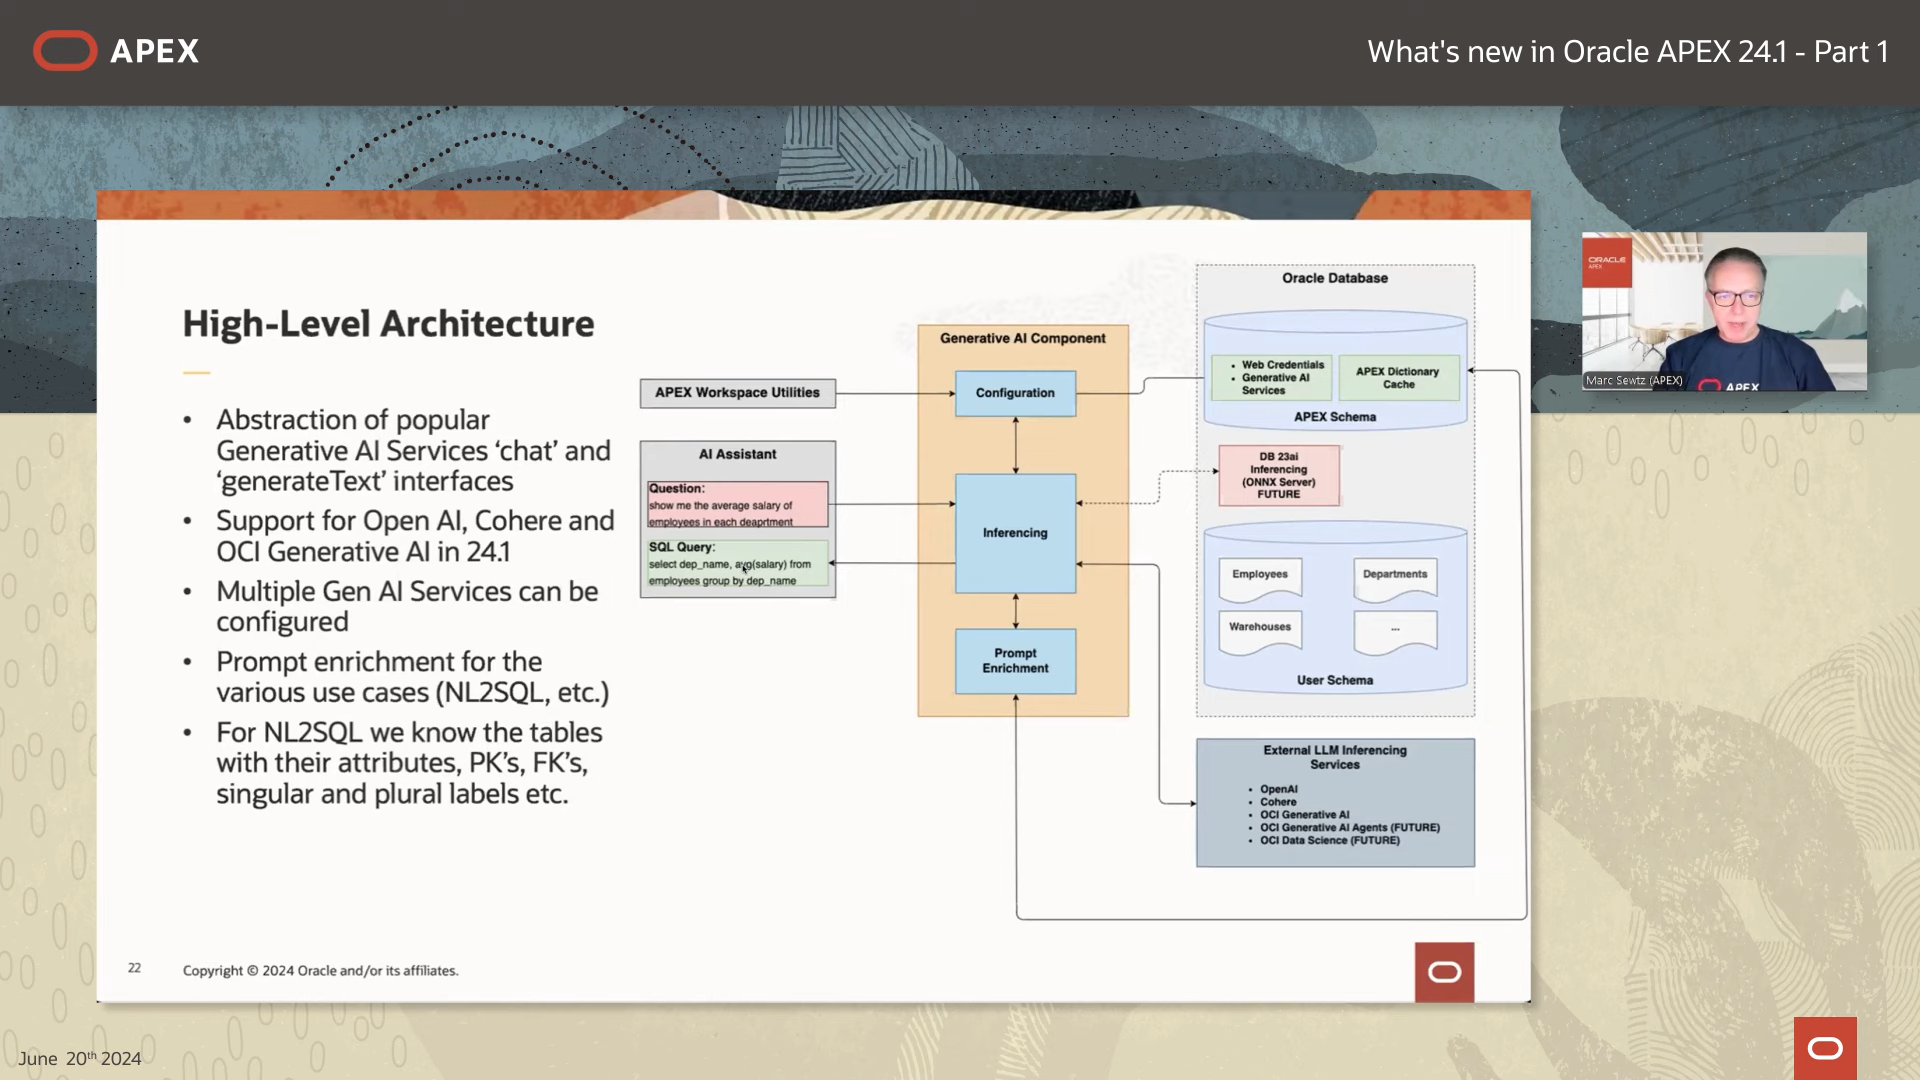 APEX
What's new in Oracle APEX 24.1 - Part 1
High-Level Architecture
• Abstraction of popular
Generative AI Services ‘chat’ and
‘generateText’ interfaces
• Support for Open AI, Cohere and
OCI Generative AI in 24.1
• Multiple Gen AI Services can be
configured
• Prompt enrichment for the
various use cases (NL2SQL, etc.)
• For NL2SQL we know the tables
with their attributes, PK’s, FK’s,
singular and plural labels etc.
APEX Workspace Utilities
AI Assistant
Question:
show me the average salary of
employees in each deaprtment
SQL Query:
select dep_name, avg(salary) from
employees group by dep_name
Generative AI Component
Configuration
Inferencing
Prompt
Enrichment
Oracle Database
• Web Credentials
• Generative AI
Services
APEX Dictionary
Cache
APEX Schema
DB 23ai
Inferencing
(ONNX Server)
FUTURE
Employees
Departments
Warehouses
...
User Schema
External LLM Inferencing
Services
• OpenAI
• Cohere
• OCI Generative AI
• OCI Generative AI Agents (FUTURE)
• OCI Data Science (FUTURE)
22
Copyright © 2024 Oracle and/or its affiliates.
ORACLE
APEX
Marc Sewtz (APEX)
APEX
June 20th 2024